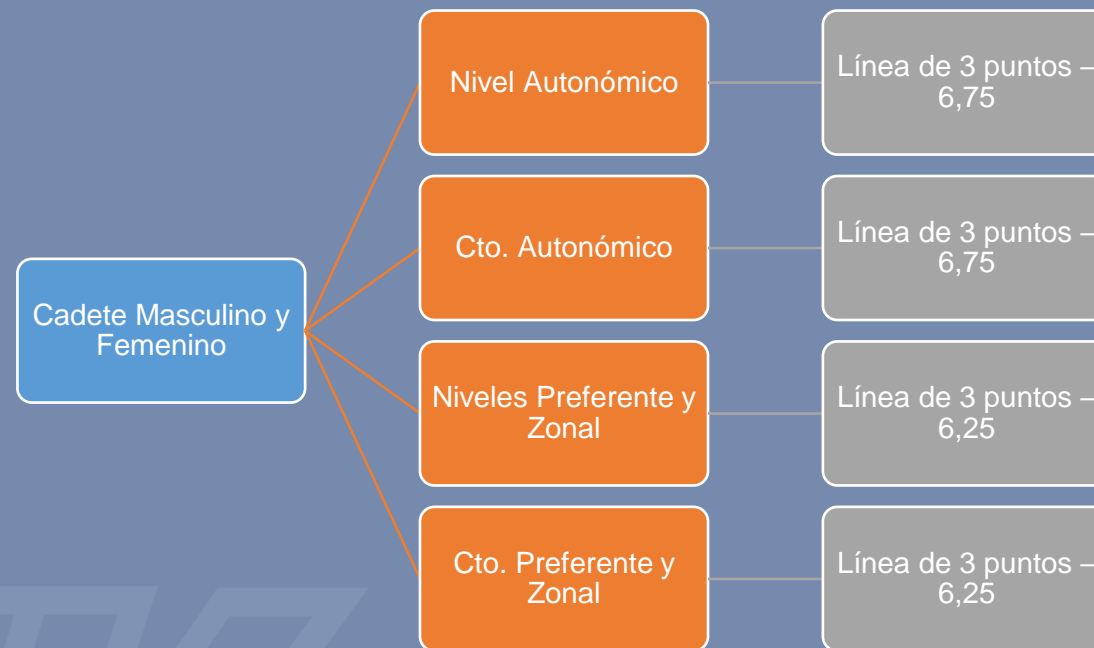 Cadete Masculino y
Femenino
Nivel Autonómico
Línea de 3 puntos –
6,75
Cto. Autonómico
Línea de 3 puntos –
6,75
Niveles Preferente y
Zonal
Línea de 3 puntos –
6,25
Cto. Preferente y
Zonal
Línea de 3 puntos –
6,25